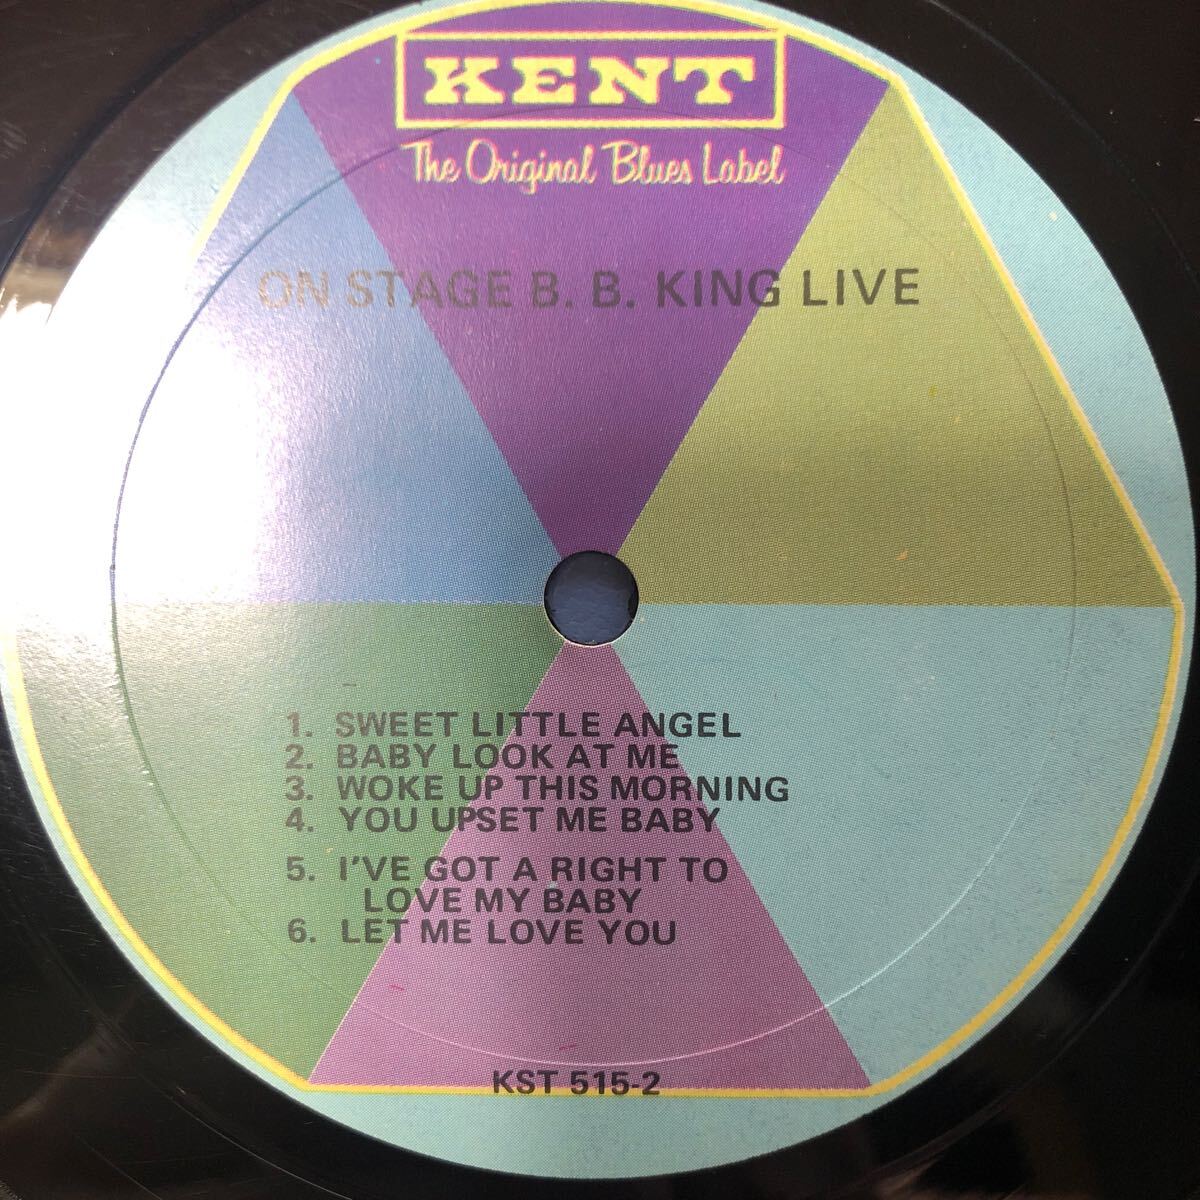 KENT
The Original Blues Label
ON STAGE B. B. KING LIVE
1. SWEET LITTLE ANGEL
2. BABY LOOK AT ME
3. WOKE UP THIS MORNING
4. YOU UPSET ME BABY
5. I'VE GOT A RIGHT TO
LOVE MY BABY
6. LET ME LOVE YOU
KST 515-2